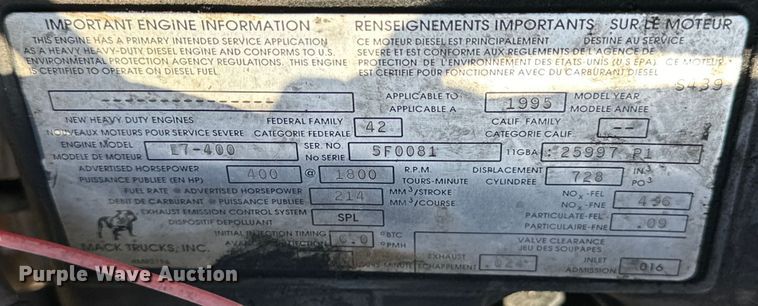 IMPORTANT ENGINE INFORMATION
THIS ENGINE HAS A PRIMARY INTENDED SERVICE APPLICATION
AS A HEAVY HEAVY-DUTY DIESEL ENGINE AND CONFORMS TO U.S.
ENVIRONMENTAL PROTECTION AGENCY REGULATIONS. THIS ENGINE
IS CERTIFIED TO OPERATE ON DIESEL FUEL.
RENSEIGNEMENTS IMPORTANTS SUR LE MOTEUR
CE MOTEUR DIESEL EST PRINCIPALEMENT DESTINE AU SERVICE
SEVERE ET EST CONFORME AUX REGLEMENTS DE L'AGENCE DE
PROTECTION DE L'ENVIRONNEMENT DES ETATS-UNIS (U.S EPA). CE MOTEUR
EST CERTIFIE POUR FONCTIONNER AVEC DU CARBURANT DIESEL
S439
APPLICABLE TO 1995 MODEL YEAR
APPLICABLE A MODELE ANNEE
NEW HEAVY DUTY ENGINES FEDERAL FAMILY 42 CALIF FAMILY --
NOUVEAUX MOTEURS POUR SERVICE SEVERE CATEGORIE FEDERALE CATEGORIE CALIF
ENGINE MODEL E7-400 SER. NO. 5F0081 11GBA 25997 P1
MODELE DE MOTEUR No SERIE
ADVERTISED HORSEPOWER 400 @ 1800 R.P.M. DISPLACEMENT 728 IN.³
PUISSANCE PUBLIEE (EN HP) TOURS-MINUTE CYLINDREE PO³
FUEL RATE @ ADVERTISED HORSEPOWER 214 MM³/STROKE NOx-FEL
DEBIT DE CARBURANT @ PUISSANCE PUBLIEE MM³/COURSE NOx-FNE
EXHAUST EMISSION CONTROL SYSTEM SPL PARTICULATE-FEL .09
DISPOSITIF DEPOLLUANT PARTICULAIRE-FNE
INITIAL INJECTION TIMING °BTC VALVE CLEARANCE
°PMH JEU DES SOUPAPES
MACK TRUCKS, INC.
EXHAUST .024 INLET .016
ECHAPPEMENT ADMISSION
Purple Wave Auction